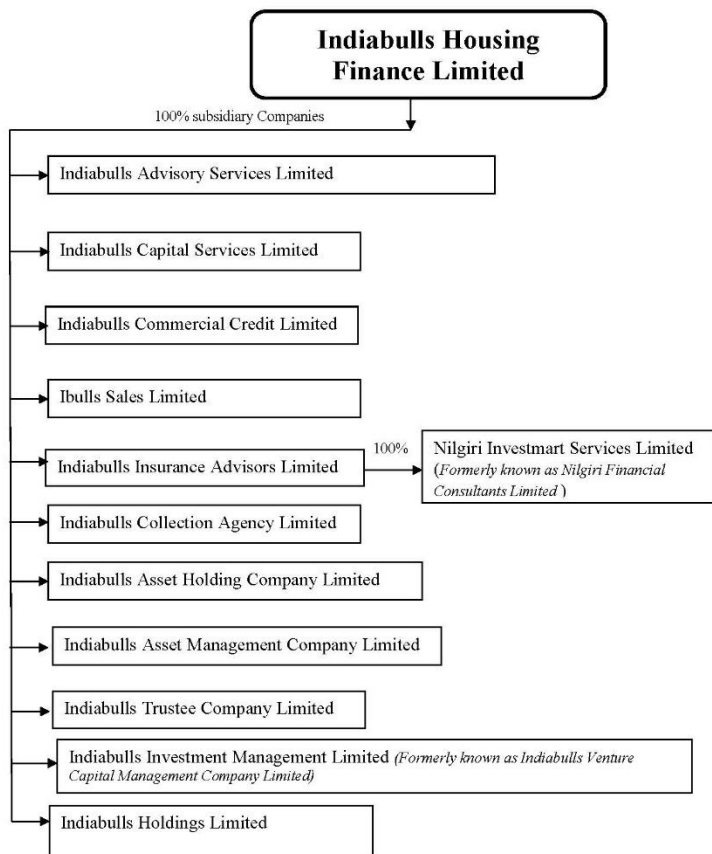 Indiabulls Housing
Finance Limited
100% subsidiary Companies
Indiabulls Advisory Services Limited
Indiabulls Capital Services Limited
Indiabulls Commercial Credit Limited
Ibulls Sales Limited
Indiabulls Insurance Advisors Limited
100%
Nilgiri Investmart Services Limited
(Formerly known as Nilgiri Financial
Consultants Limited )
Indiabulls Collection Agency Limited
Indiabulls Asset Holding Company Limited
Indiabulls Asset Management Company Limited
Indiabulls Trustee Company Limited
Indiabulls Investment Management Limited (Formerly known as Indiabulls Venture
Capital Management Company Limited)
Indiabulls Holdings Limited